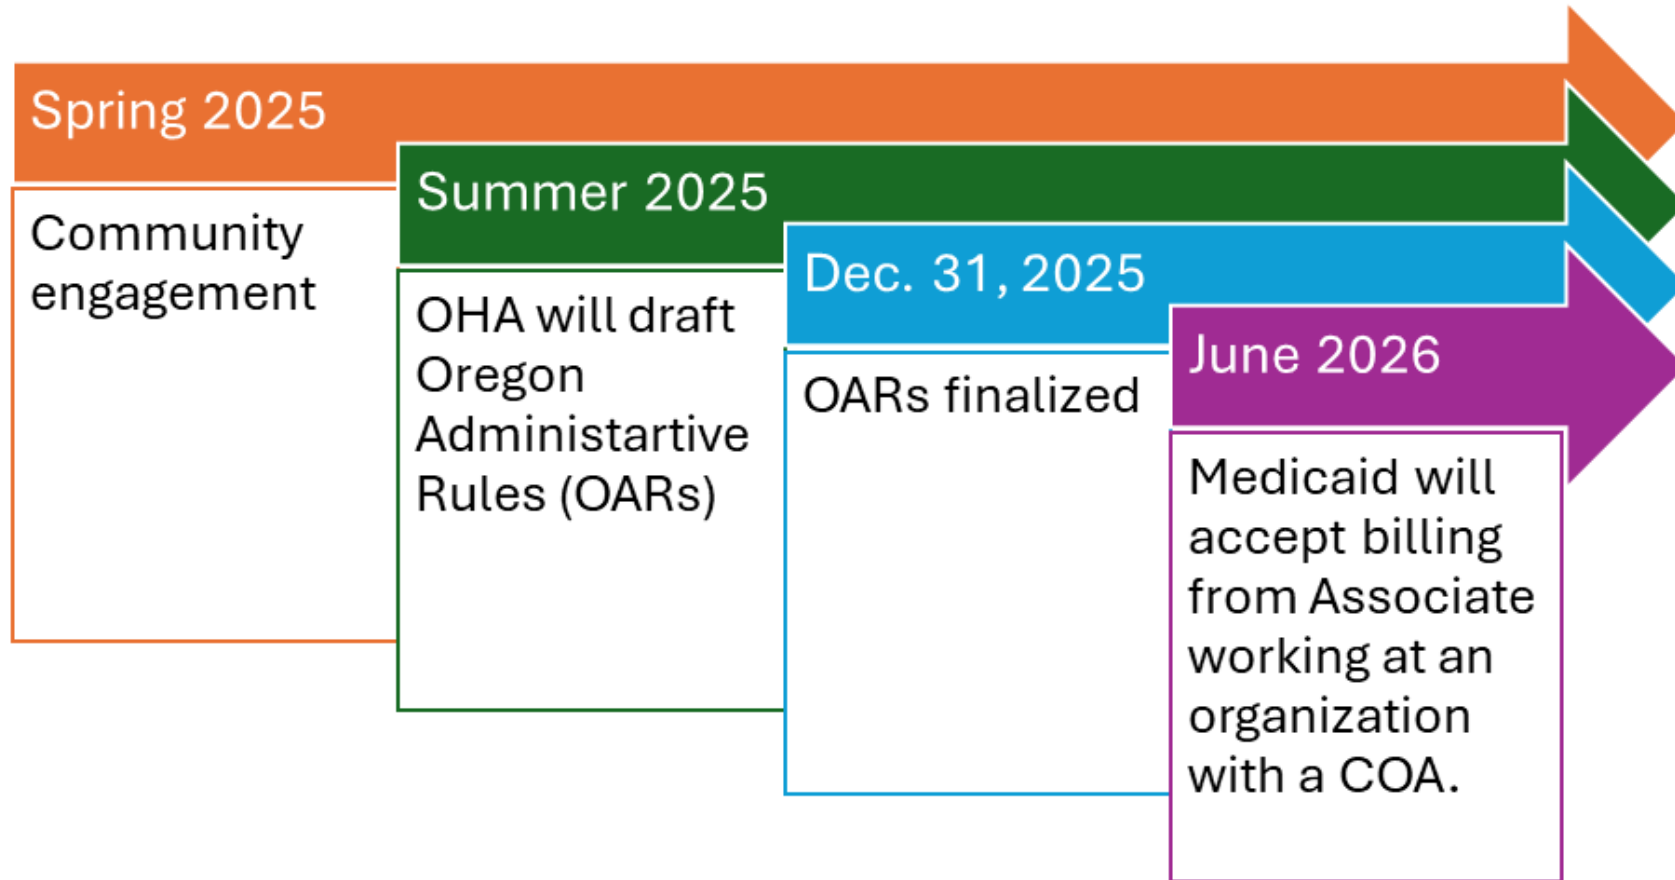 Spring 2025
Community
engagement
Summer 2025
OHA will draft
Oregon
Administartive
Rules (OARs)
Dec. 31, 2025
OARs finalized
June 2026
Medicaid will
accept billing
from Associate
working at an
organization
with a COA.